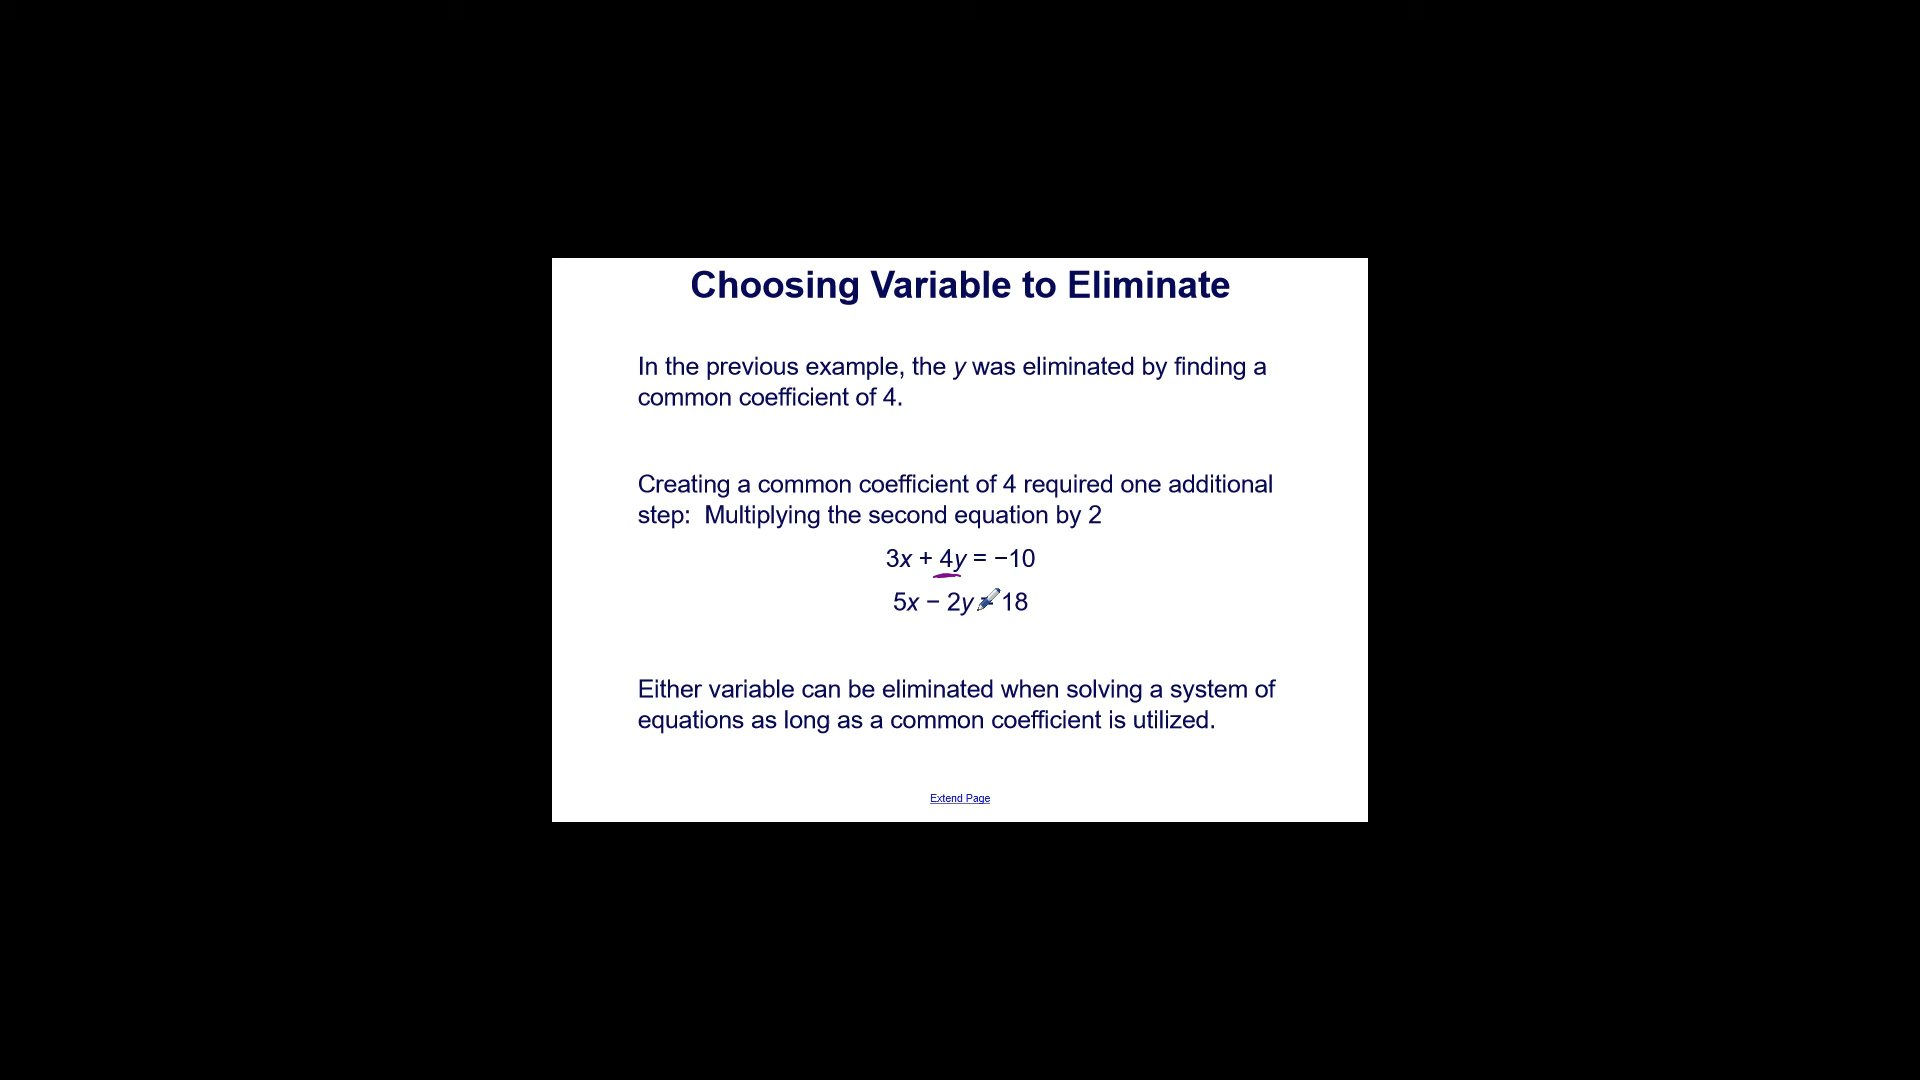 Choosing Variable to Eliminate
In the previous example, the y was eliminated by finding a
common coefficient of 4.
Creating a common coefficient of 4 required one additional
step: Multiplying the second equation by 2
3x + 4y = −10
5x − 2y = 18
Either variable can be eliminated when solving a system of
equations as long as a common coefficient is utilized.
Extend Page